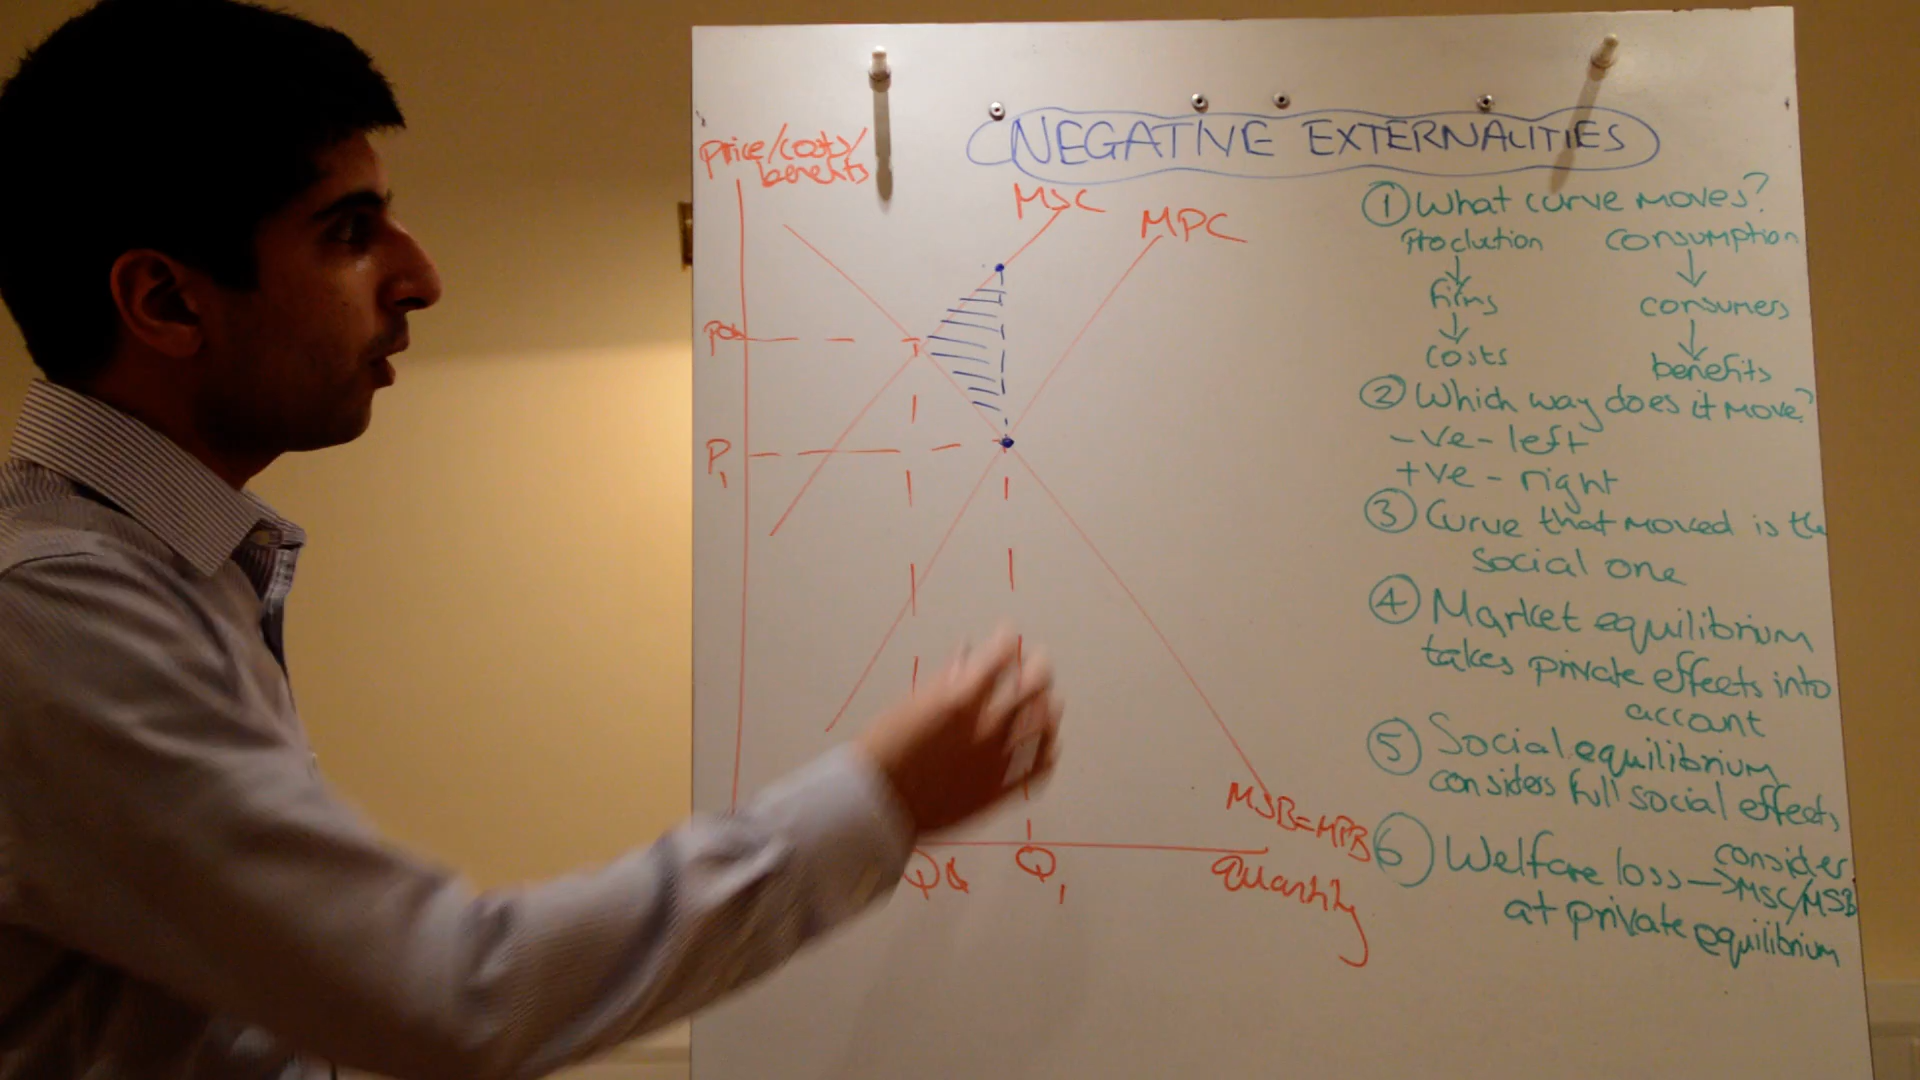 NEGATIVE EXTERNALITIES
price/costs/
benefits
MSC
MPC
P
P1
Q
Q1
Quantity
MSB=MPB
① What curve moves?
Production consumption
firms consumers
costs benefits
② Which way does it move?
-ve - left
+ve - right
③ Curve that moved is the
social one
④ Market equilibrium
takes private effects into
account
⑤ Social equilibrium
considers full social effects
⑥ Welfare loss → consider
MSC/MSB
at private equilibrium